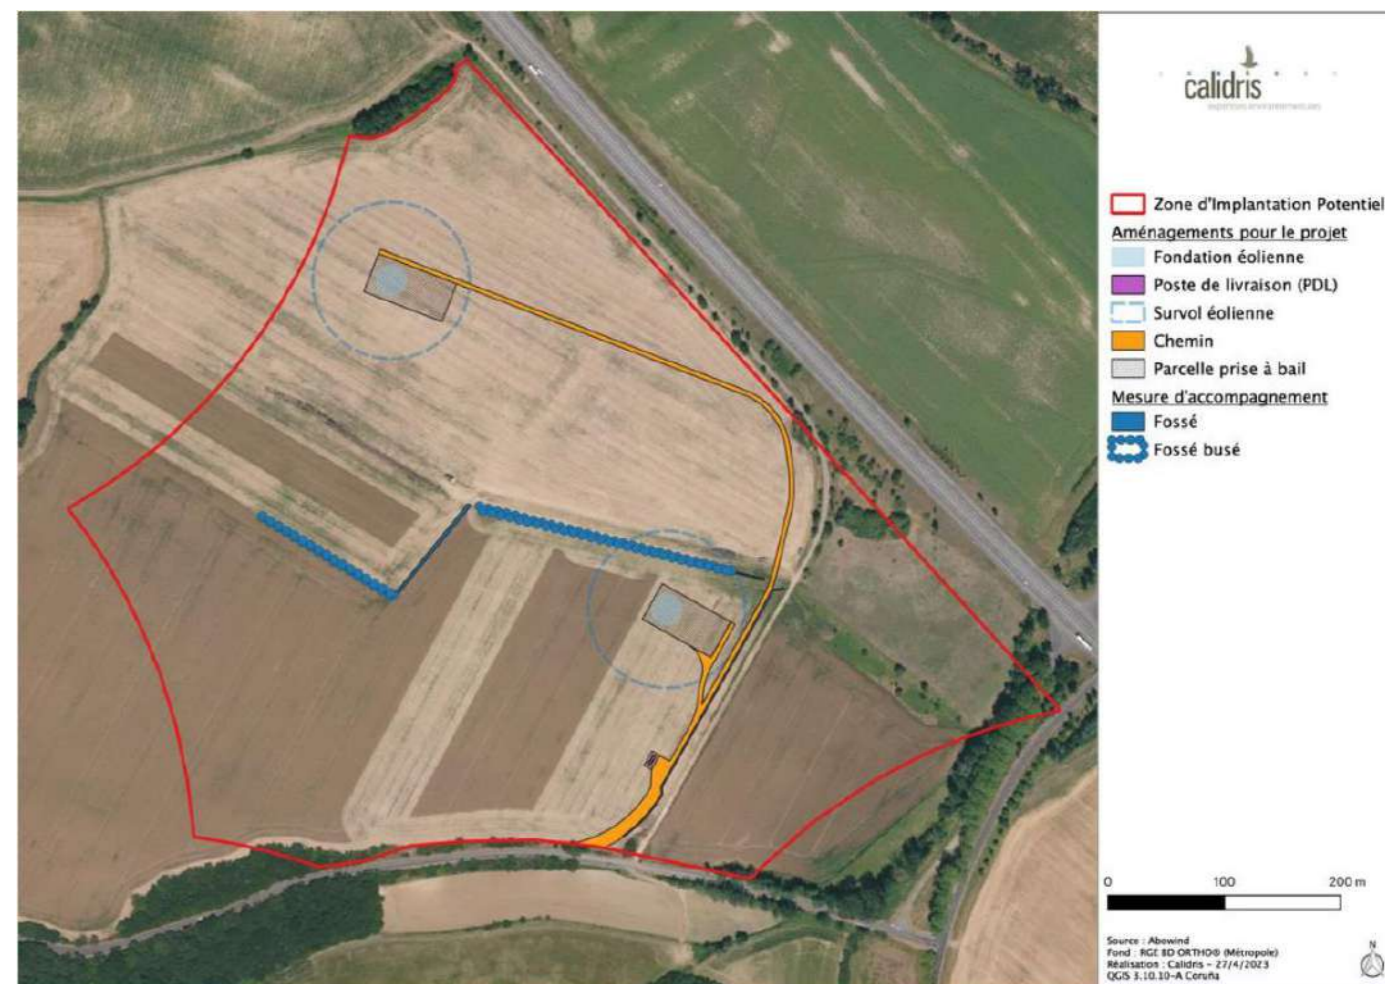 calidris
expertises environnementales
Zone d'Implantation Potentiel
Aménagements pour le projet
Fondation éolienne
Poste de livraison (PDL)
Survol éolienne
Chemin
Parcelle prise à bail
Mesure d'accompagnement
Fossé
Fossé busé
0 100 200 m
Source : Abowind
Fond : RGE BD ORTHO® (Métropole)
Réalisation : Calidris - 27/4/2023
QGIS 3.10.10-A Coruña
N